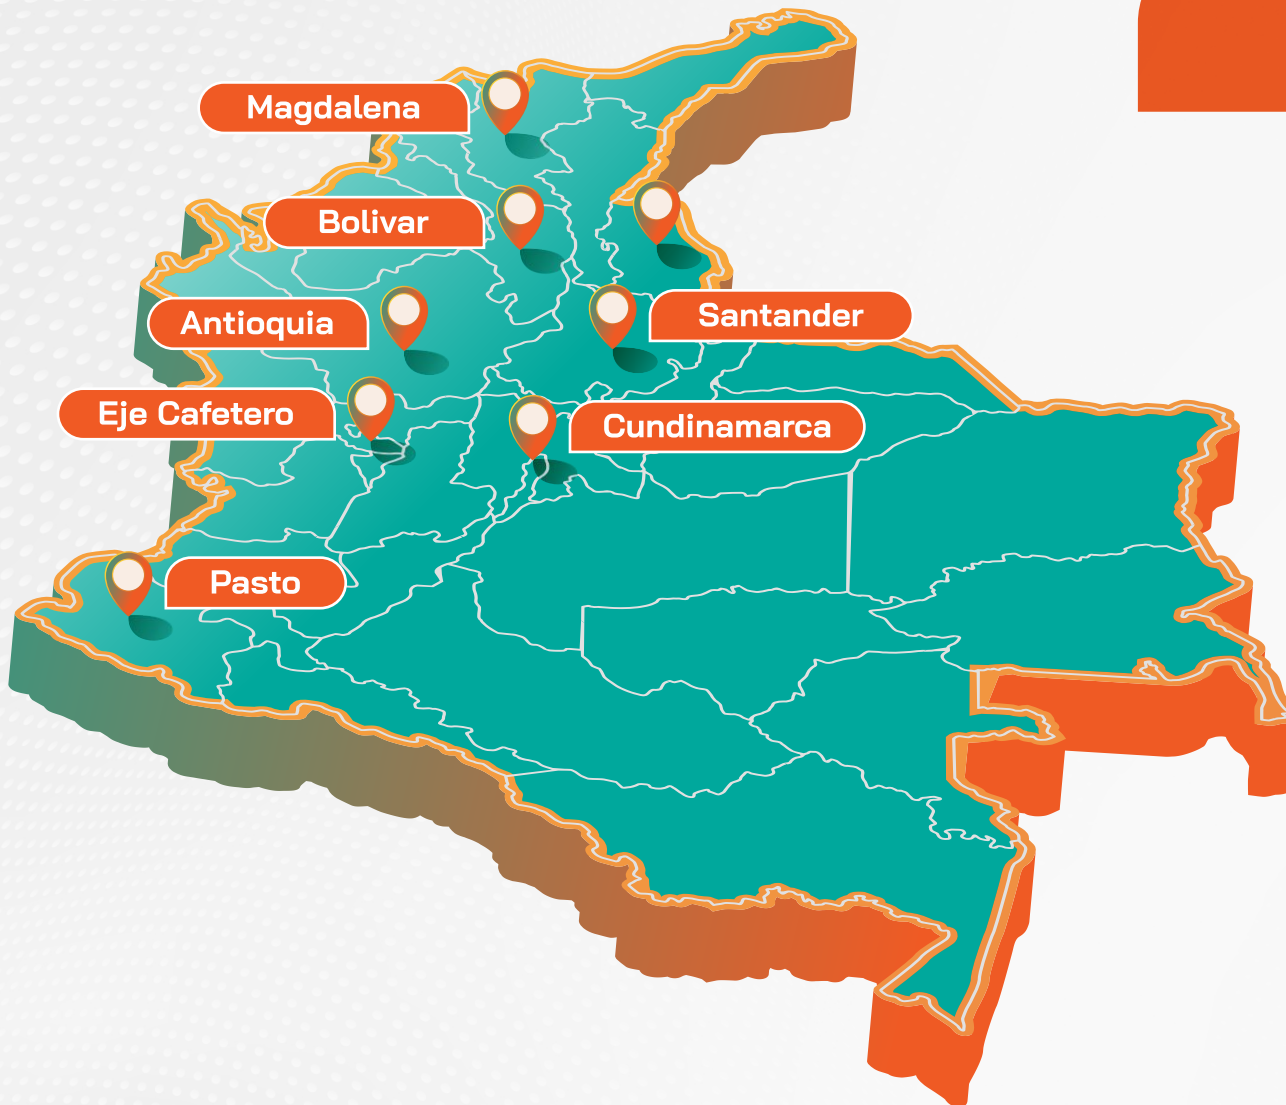 Magdalena
Bolivar
Antioquia
Santander
Eje Cafetero
Cundinamarca
Pasto